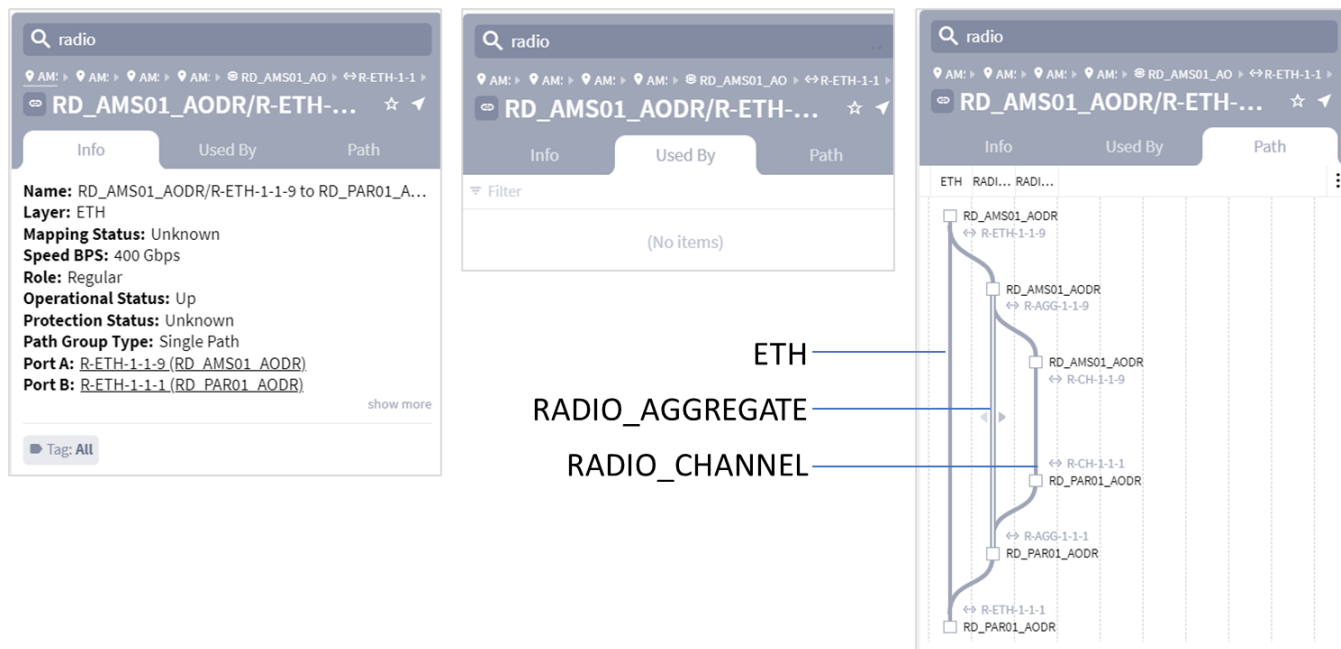 radio
AM: AM: AM: AM: RD_AMS01_AO R-ETH-1-1
RD_AMS01_AODR/R-ETH-...
Info Used By Path
Name: RD_AMS01_AODR/R-ETH-1-1-9 to RD_PAR01_A...
Layer: ETH
Mapping Status: Unknown
Speed BPS: 400 Gbps
Role: Regular
Operational Status: Up
Protection Status: Unknown
Path Group Type: Single Path
Port A: R-ETH-1-1-9 (RD_AMS01_AODR)
Port B: R-ETH-1-1-1 (RD_PAR01_AODR)
show more
Tag: All
radio
AM: AM: AM: AM: RD_AMS01_AO R-ETH-1-1
RD_AMS01_AODR/R-ETH-...
Info Used By Path
Filter
(No items)
ETH
RADIO_AGGREGATE
RADIO_CHANNEL
radio
AM: AM: AM: AM: RD_AMS01_AO R-ETH-1-1
RD_AMS01_AODR/R-ETH-...
Info Used By Path
ETH RADI... RADI...
RD_AMS01_AODR
R-ETH-1-1-9
RD_AMS01_AODR
R-AGG-1-1-9
RD_AMS01_AODR
R-CH-1-1-9
R-CH-1-1-1
RD_PAR01_AODR
R-AGG-1-1-1
RD_PAR01_AODR
R-ETH-1-1-1
RD_PAR01_AODR